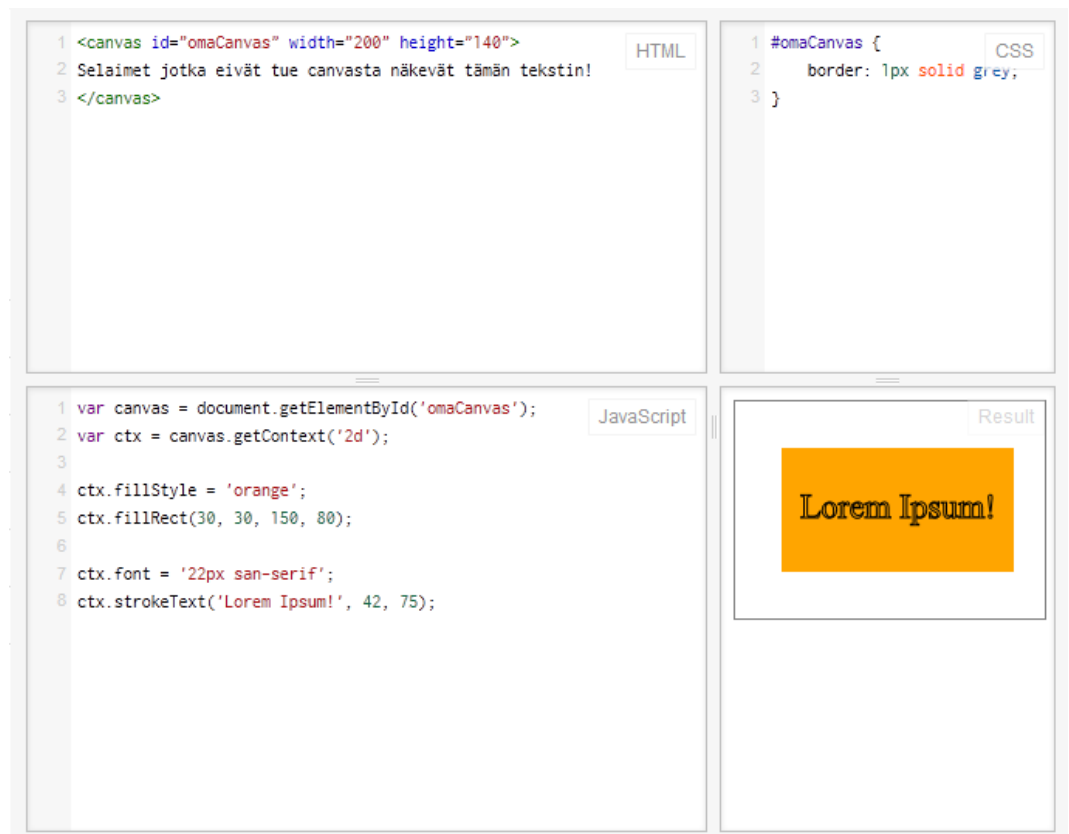 1 <canvas id="omaCanvas" width="200" height="140">
2 Selaimet jotka eivät tue canvasta näkevät tämän tekstin!
3 </canvas>
HTML
1 #omaCanvas {
2 border: 1px solid grey;
3 }
CSS
1 var canvas = document.getElementById('omaCanvas');
2 var ctx = canvas.getContext('2d');
3
4 ctx.fillStyle = 'orange';
5 ctx.fillRect(30, 30, 150, 80);
6
7 ctx.font = '22px san-serif';
8 ctx.strokeText('Lorem Ipsum!', 42, 75);
JavaScript
Result
Lorem Ipsum!